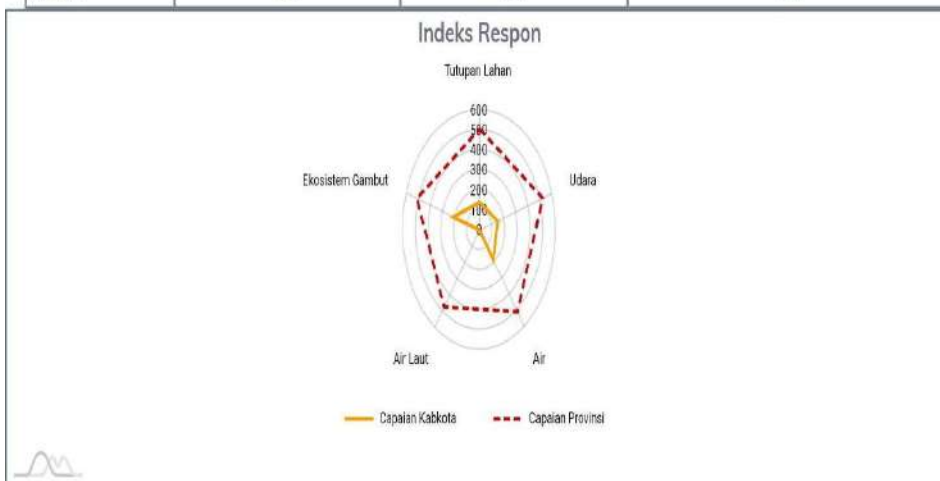 Indeks Respon
Tutupan Lahan
600
500
400
300
200
100
0
Ekosistem Gambut
Udara
Air Laut
Air
Capaian Kabkota
Capaian Provinsi